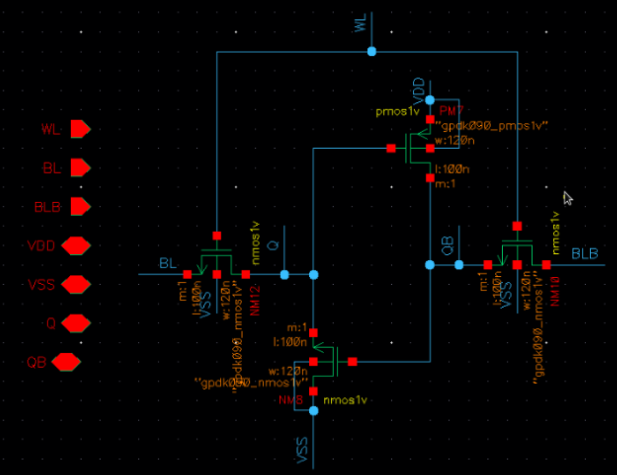 WL
VDD
pmos1v
PM7
"gpdk090_pmos1v"
w:120n
l:100n
m:1
WL
BL
BLB
VDD
VSS
Q
QB
BL
nmos1v
Q
m:1
l:100n
VSS
w:120n
"gpdk090_nmos1v"
NM12
QB
nmos1v
BLB
m:1
l:100n
VSS
w:120n
"gpdk090_nmos1v"
NM10
m:1
l:100n
w:120n
"gpdk090_nmos1v"
NM8
nmos1v
VSS